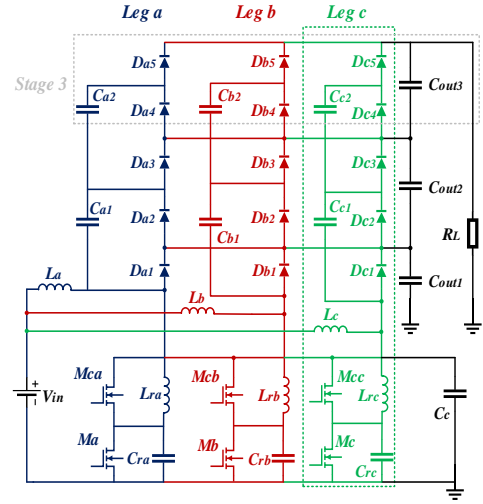 Leg a Leg b Leg c
Da5 Db5 Dc5
Stage 3 Ca2 Cb2 Cc2 Cout3
Da4 Db4 Dc4
Da3 Db3 Dc3
Cout2
Ca1 Da2 Cb1 Db2 Cc1 Dc2
RL
Da1 Db1 Dc1 Cout1
La
Lb
Lc
Mca Mcb Mcc
+ Vin Lra Lrb Lrc Cc
Ma Mb Mc
Cra Crb Crc